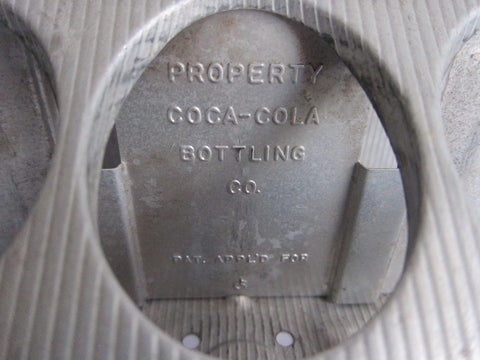 PROPERTY
COCA-COLA
BOTTLING
CO.
PAT. APPL'D FOR